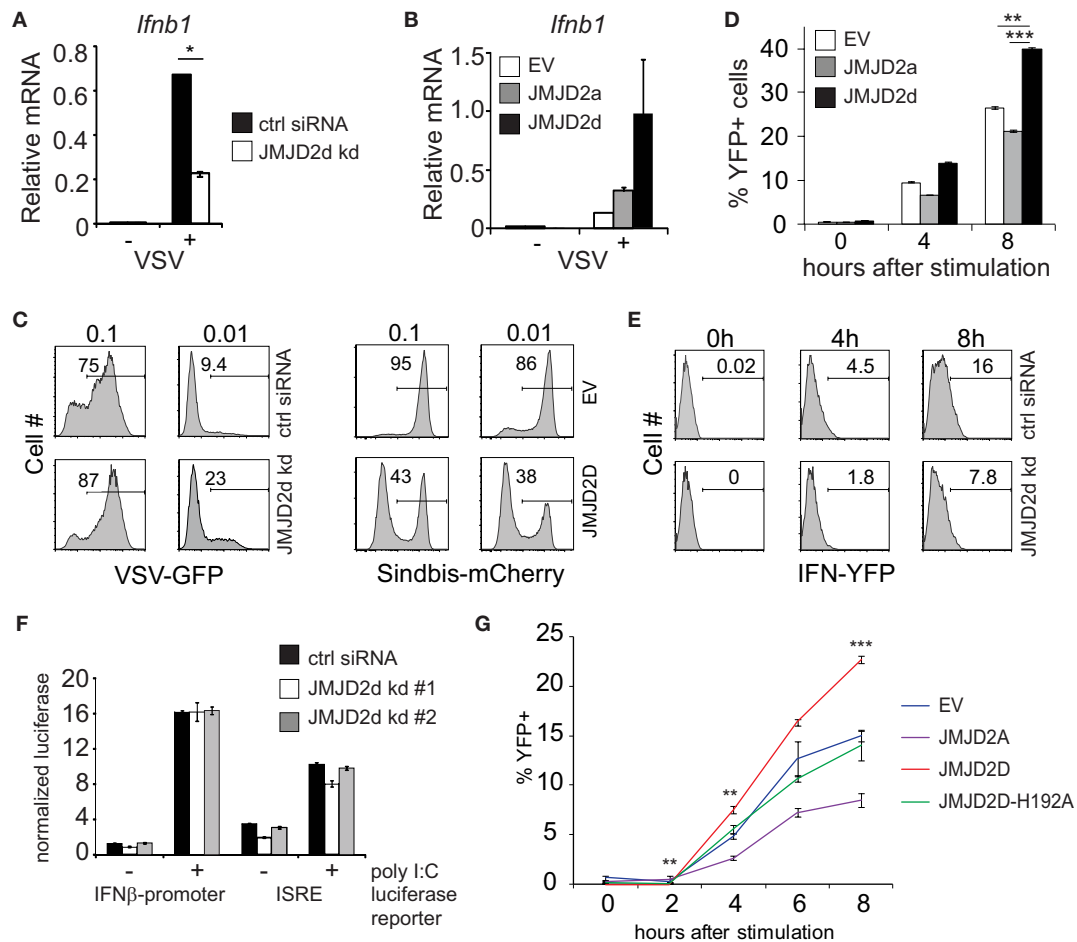 A
Ifnb1
Relative mRNA
0.8
0.6
0.4
0.2
0
*
- +
VSV
ctrl siRNA
JMJD2d kd
B
Ifnb1
Relative mRNA
1.5
1.0
0.5
0
EV
JMJD2a
JMJD2d
- +
VSV
D
% YFP+ cells
40
30
20
10
0
EV
JMJD2a
JMJD2d
**
***
0 4 8
hours after stimulation
C
Cell #
0.1 0.01
75 9.4
ctrl siRNA
87 23
JMJD2d kd
VSV-GFP
0.1 0.01
95 86
EV
43 38
JMJD2D
Sindbis-mCherry
E
Cell #
0h 4h 8h
0.02 4.5 16
ctrl siRNA
0 1.8 7.8
JMJD2d kd
IFN-YFP
F
normalized luciferase
20
16
12
8
4
0
ctrl siRNA
JMJD2d kd #1
JMJD2d kd #2
- + - + poly I:C
IFNβ-promoter ISRE luciferase
reporter
G
% YFP+
25
20
15
10
5
0
**
**
***
0 2 4 6 8
hours after stimulation
EV
JMJD2A
JMJD2D
JMJD2D-H192A